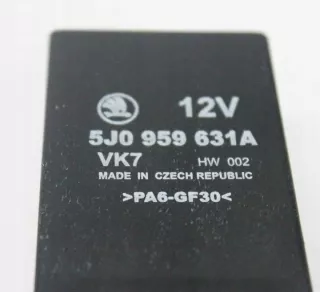 12V
5J0 959 631A
VK7 HW 002
MADE IN CZECH REPUBLIC
>PA6-GF30<